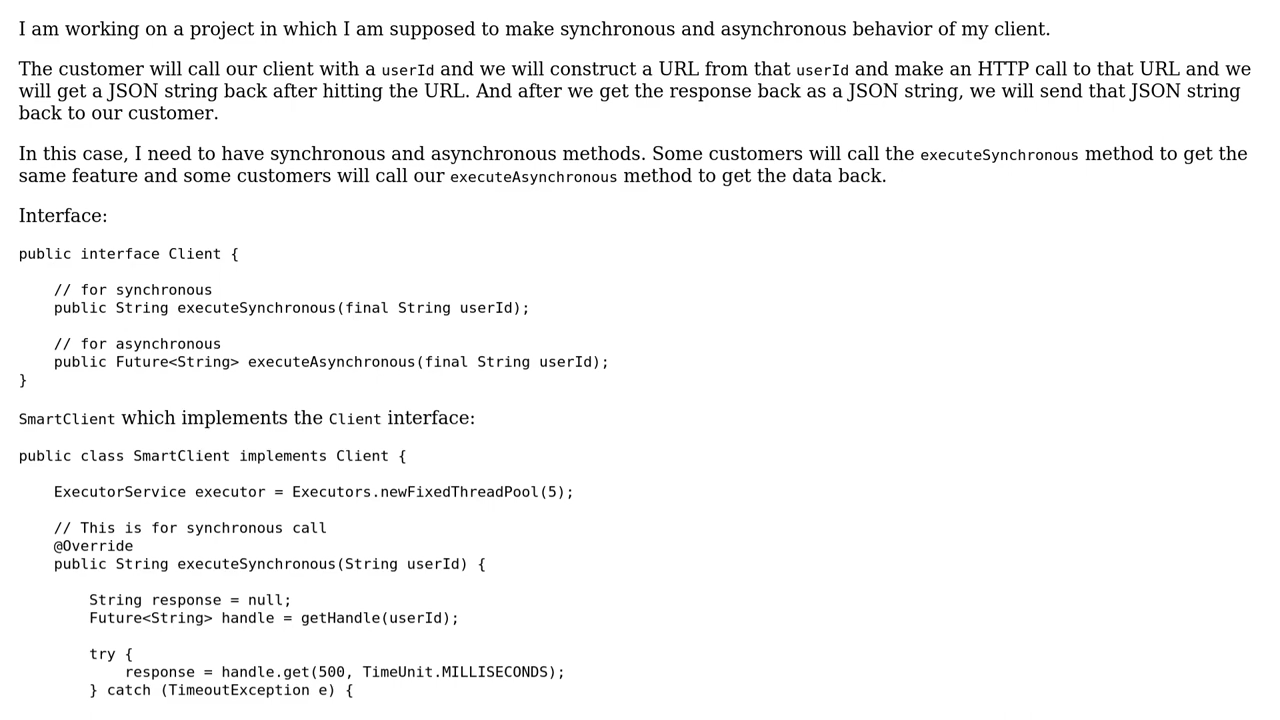 I am working on a project in which I am supposed to make synchronous and asynchronous behavior of my client.
The customer will call our client with a userId and we will construct a URL from that userId and make an HTTP call to that URL and we
will get a JSON string back after hitting the URL. And after we get the response back as a JSON string, we will send that JSON string
back to our customer.
In this case, I need to have synchronous and asynchronous methods. Some customers will call the executeSynchronous method to get the
same feature and some customers will call our executeAsynchronous method to get the data back.
Interface:
public interface Client {
    // for synchronous
    public String executeSynchronous(final String userId);
    // for asynchronous
    public Future<String> executeAsynchronous(final String userId);
}
SmartClient which implements the Client interface:
public class SmartClient implements Client {
    ExecutorService executor = Executors.newFixedThreadPool(5);
    // This is for synchronous call
    @Override
    public String executeSynchronous(String userId) {
        String response = null;
        Future<String> handle = getHandle(userId);
        try {
            response = handle.get(500, TimeUnit.MILLISECONDS);
        } catch (TimeoutException e) {